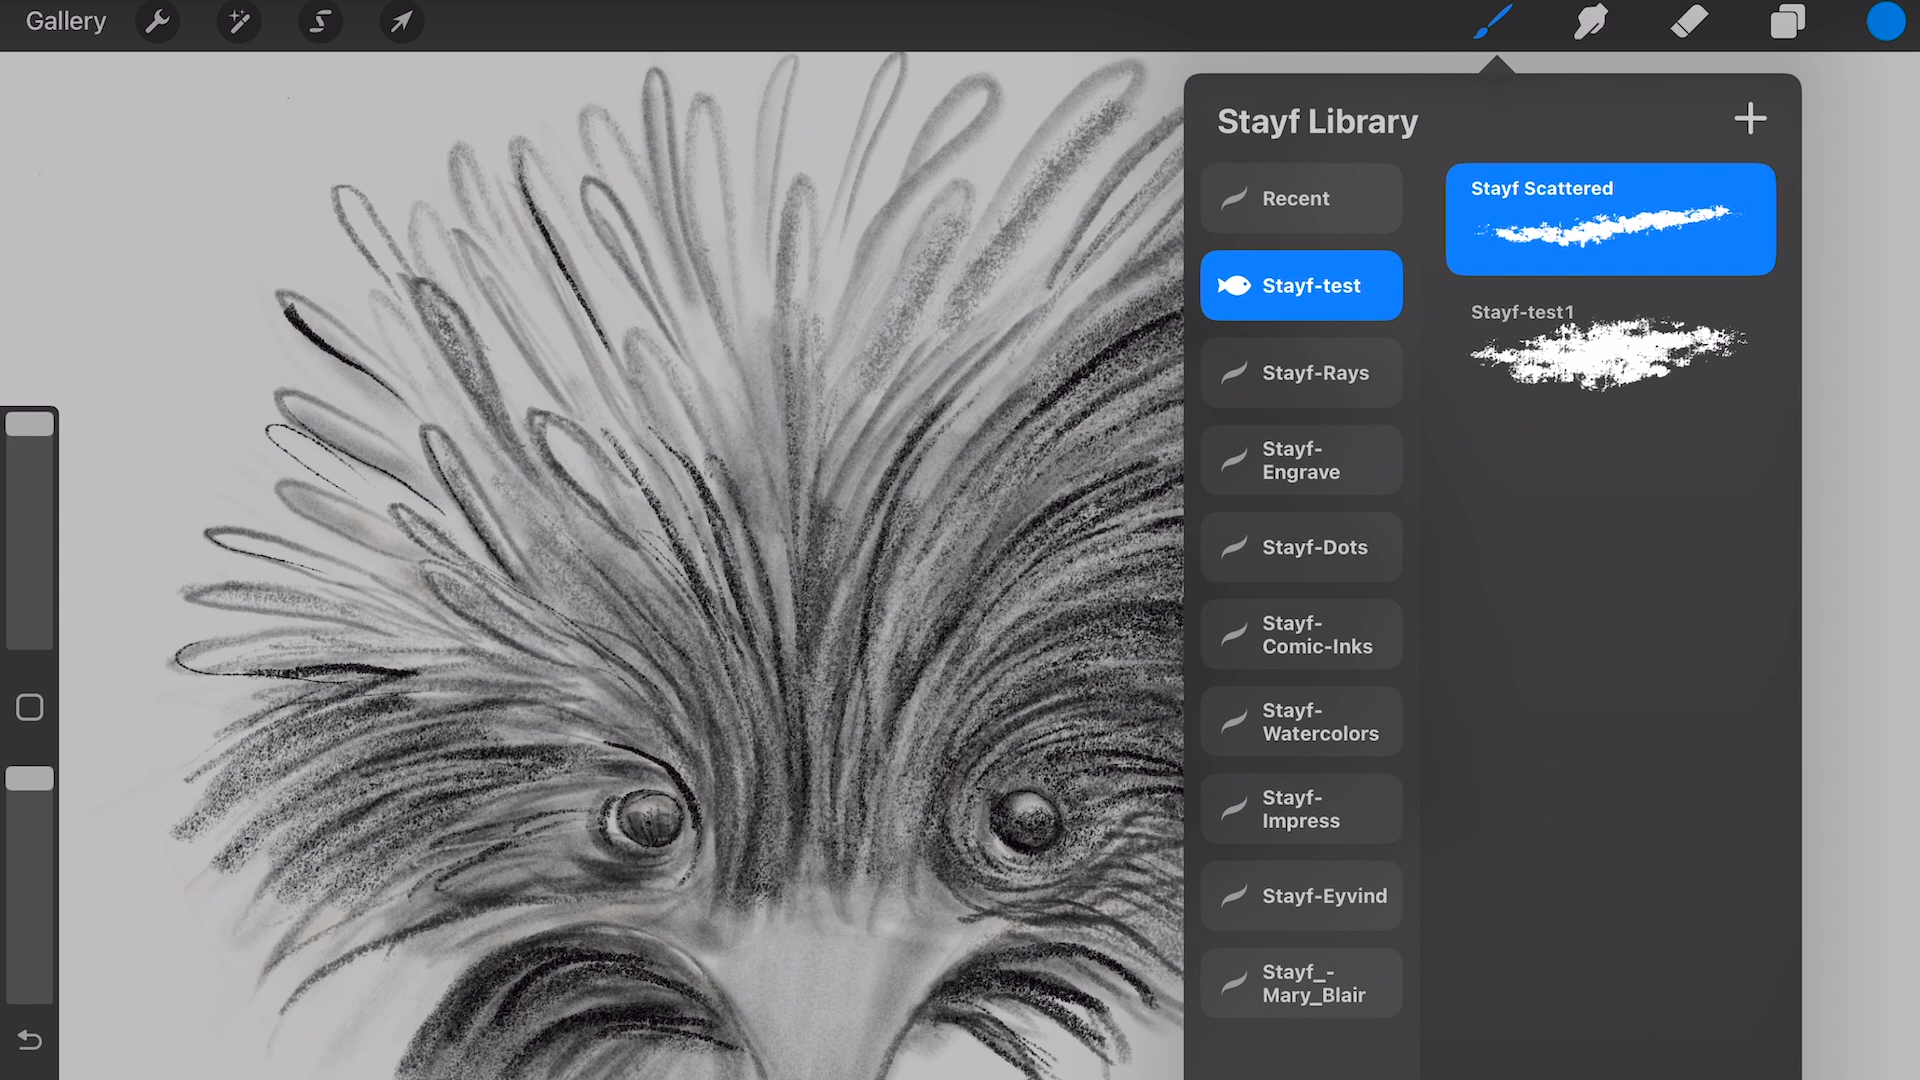 Gallery
Stayf Library
Recent
Stayf-test
Stayf-Rays
Stayf-
Engrave
Stayf-Dots
Stayf-
Comic-Inks
Stayf-
Watercolors
Stayf-
Impress
Stayf-Eyvind
Stayf_-
Mary_Blair
Stayf Scattered
Stayf-test1